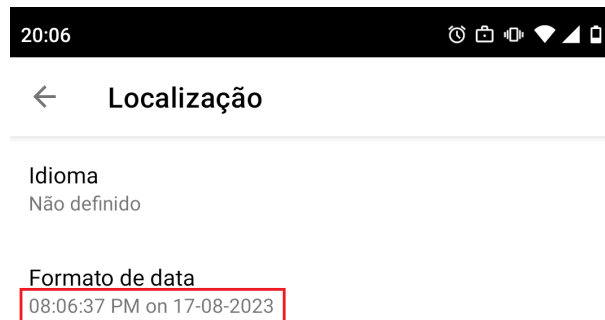 20:06
Localização
Idioma
Não definido
Formato de data
08:06:37 PM on 17-08-2023